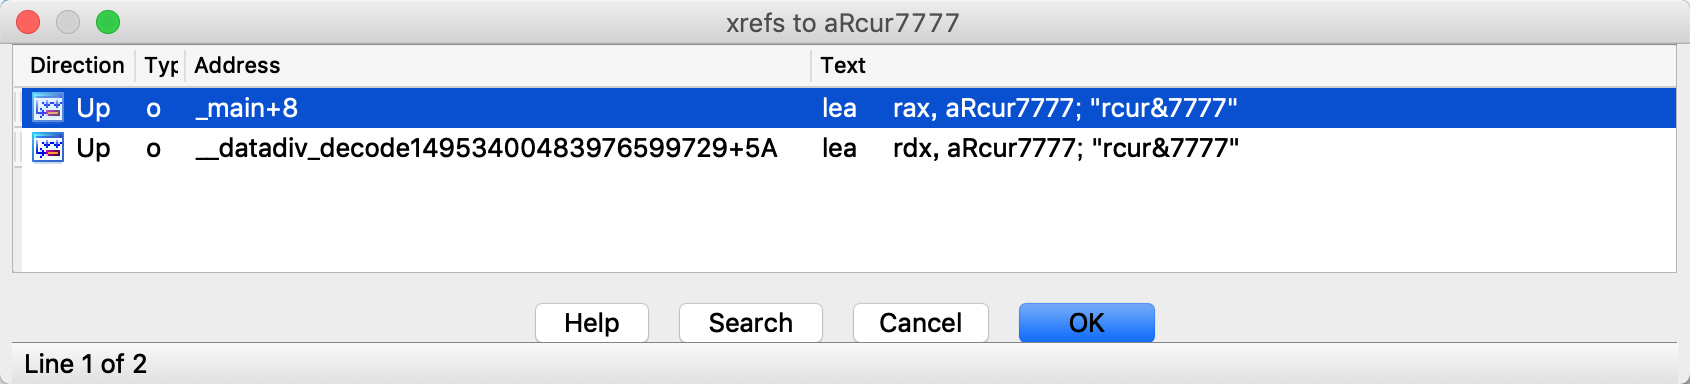 xrefs to aRcur7777
Direction Typ Address Text
Up o _main+8 lea rax, aRcur7777; "rcur&7777"
Up o __datadiv_decode14953400483976599729+5A lea rdx, aRcur7777; "rcur&7777"
Help Search Cancel OK
Line 1 of 2